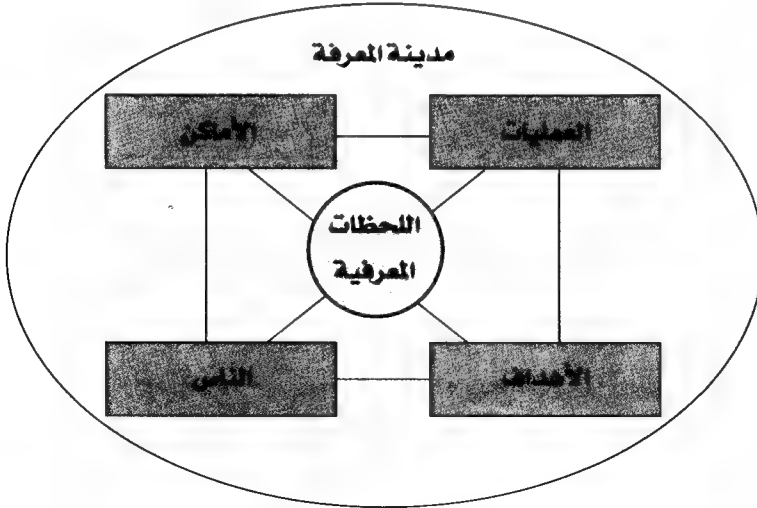 مدينة المعرفة
العمليات
الأماكن
اللحظات
المعرفية
الأهداف
الناس